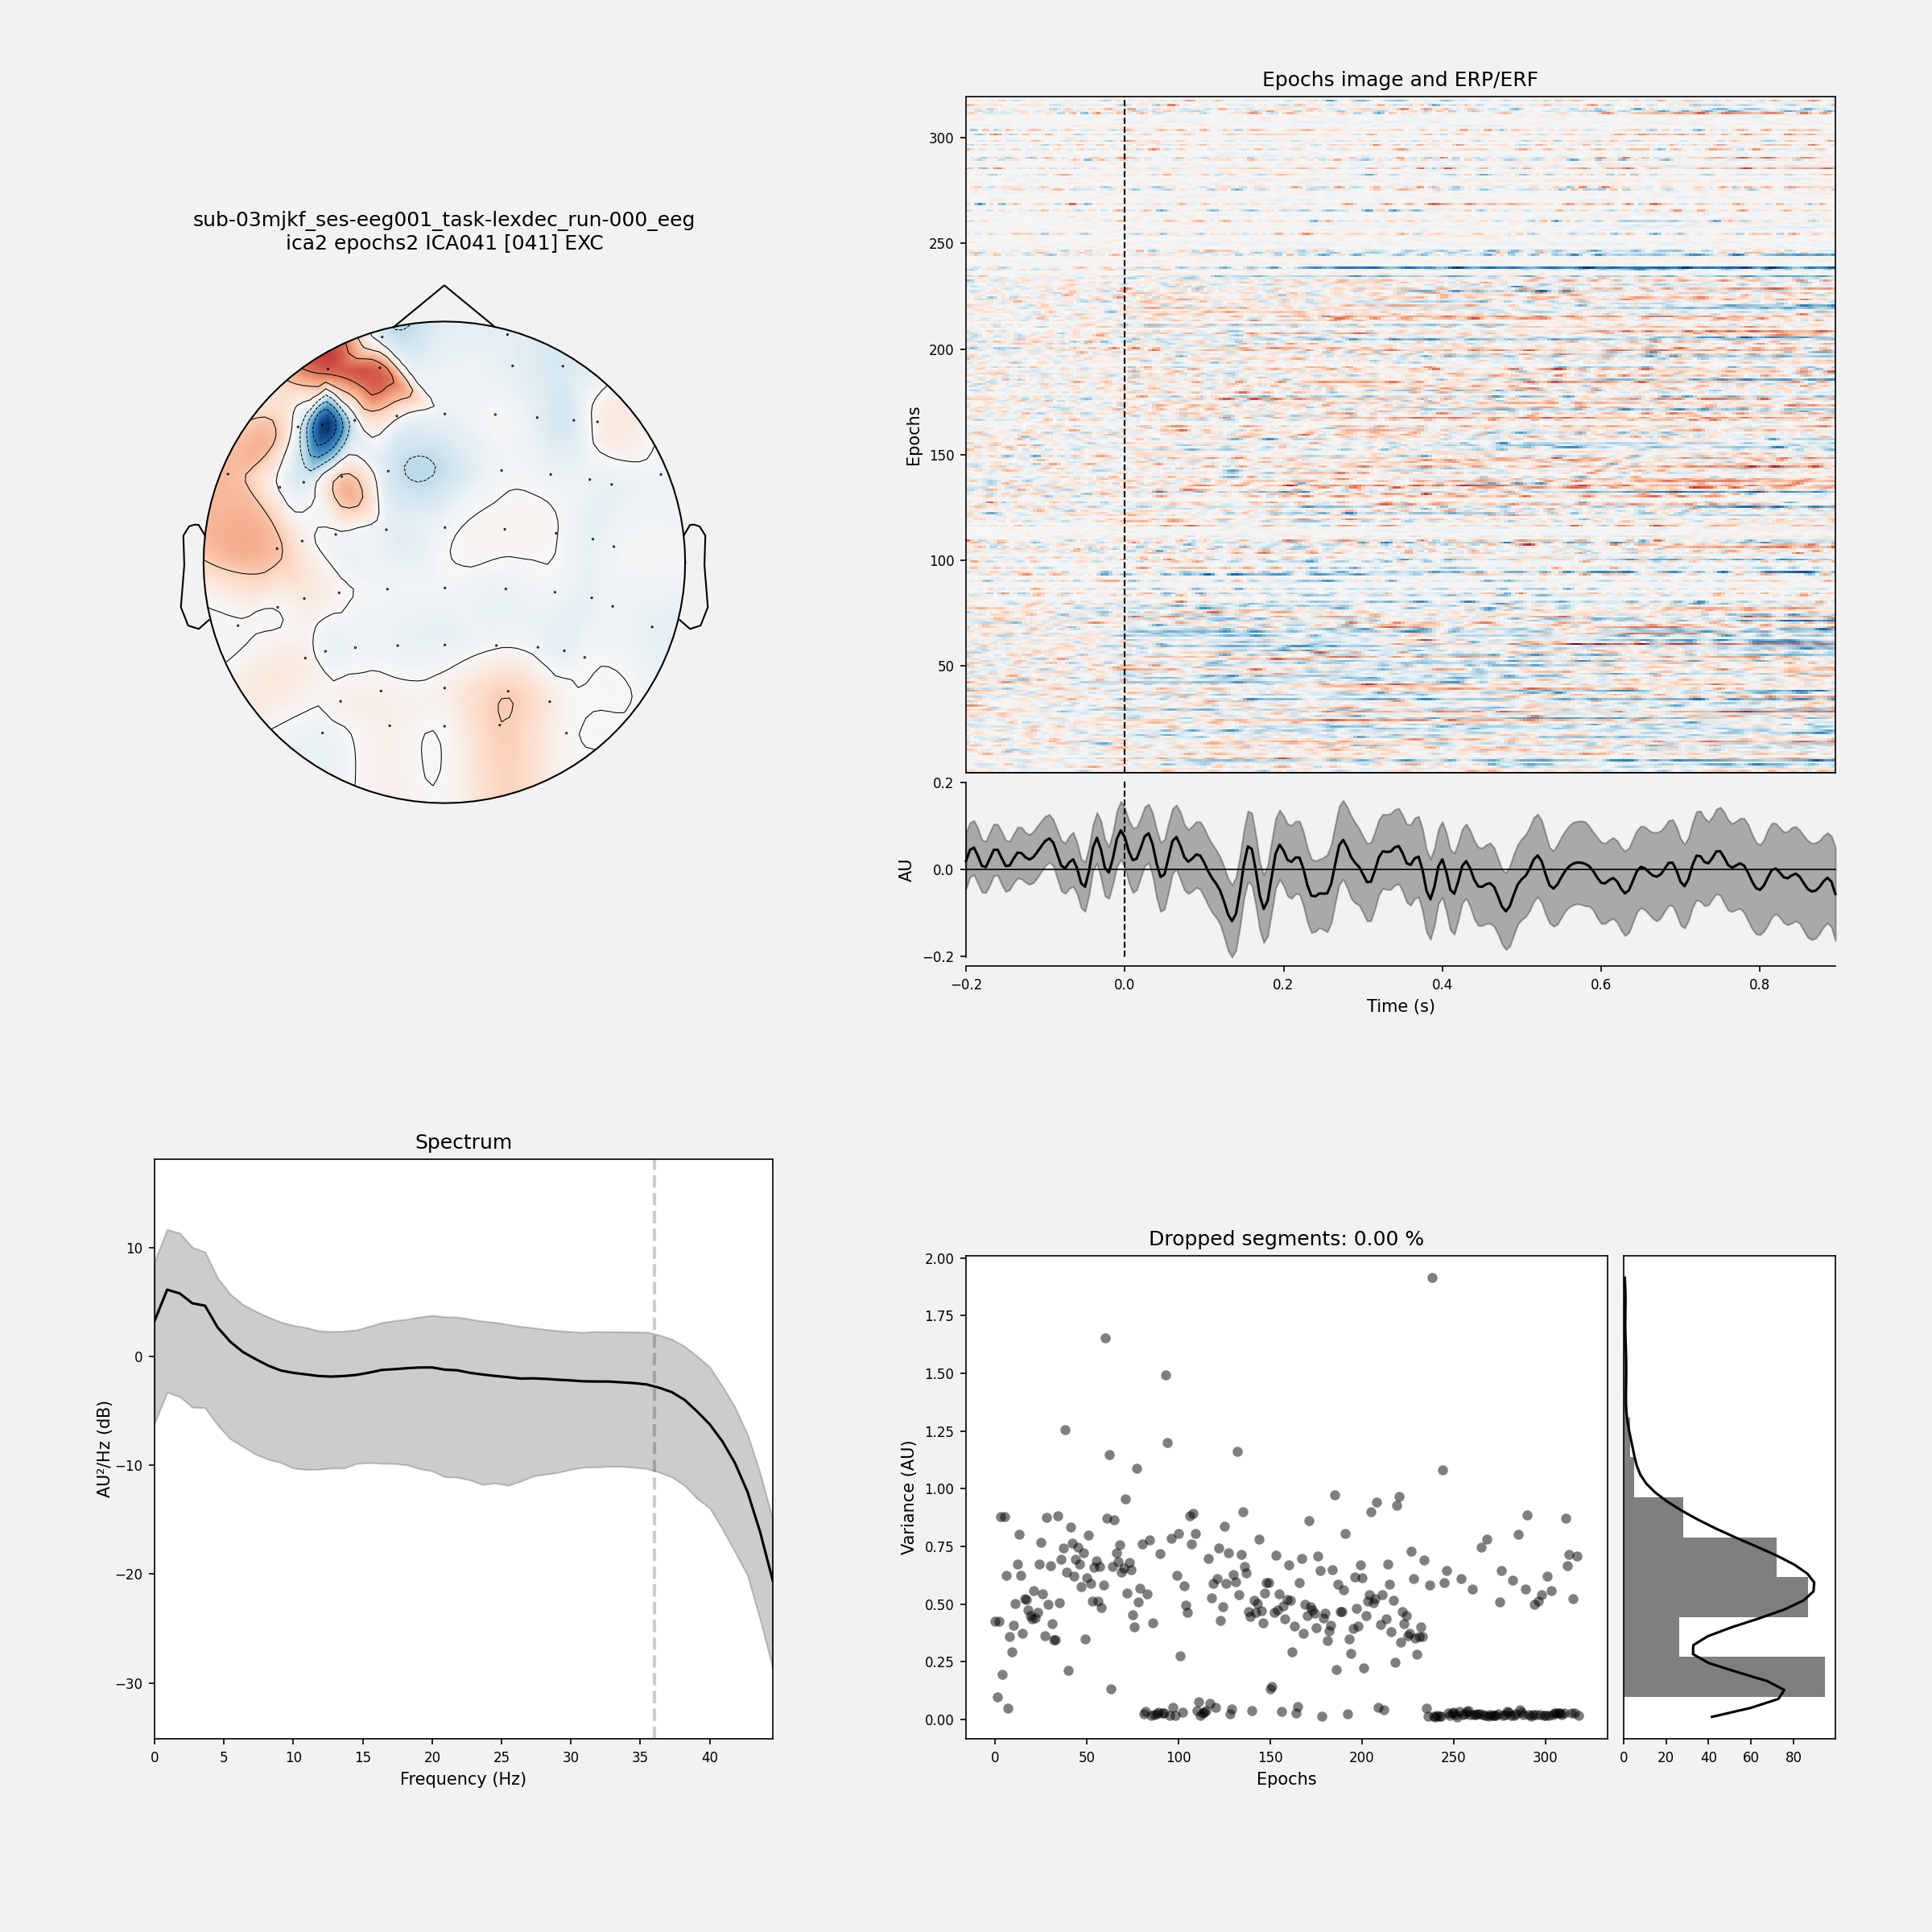 sub-03mjkf_ses-eeg001_task-lexdec_run-000_eeg
ica2 epochs2 ICA041 [041] EXC
Epochs image and ERP/ERF
Epochs
300
250
200
150
100
50
AU
0.2
0.0
−0.2
−0.2 0.0 0.2 0.4 0.6 0.8
Time (s)
Spectrum
AU²/Hz (dB)
10
0
−10
−20
−30
0 5 10 15 20 25 30 35 40
Frequency (Hz)
Dropped segments: 0.00 %
Variance (AU)
2.00
1.75
1.50
1.25
1.00
0.75
0.50
0.25
0.00
0 50 100 150 200 250 300
Epochs
0 20 40 60 80